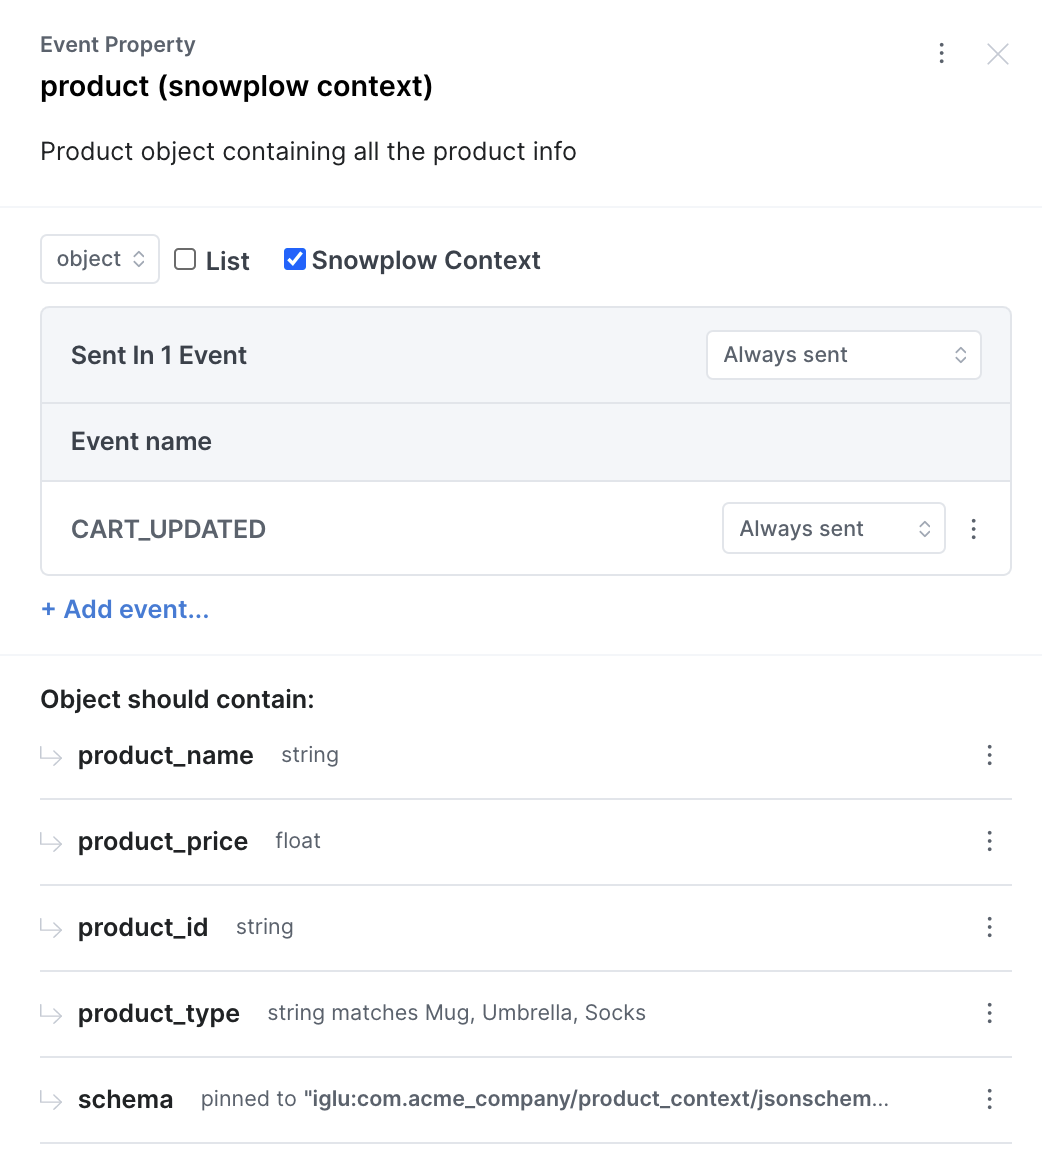 Event Property
product (snowplow context)
Product object containing all the product info
object List Snowplow Context
Sent In 1 Event Always sent
Event name
CART_UPDATED Always sent
+ Add event...
Object should contain:
product_name string
product_price float
product_id string
product_type string matches Mug, Umbrella, Socks
schema pinned to "iglu:com.acme_company/product_context/jsonschem...